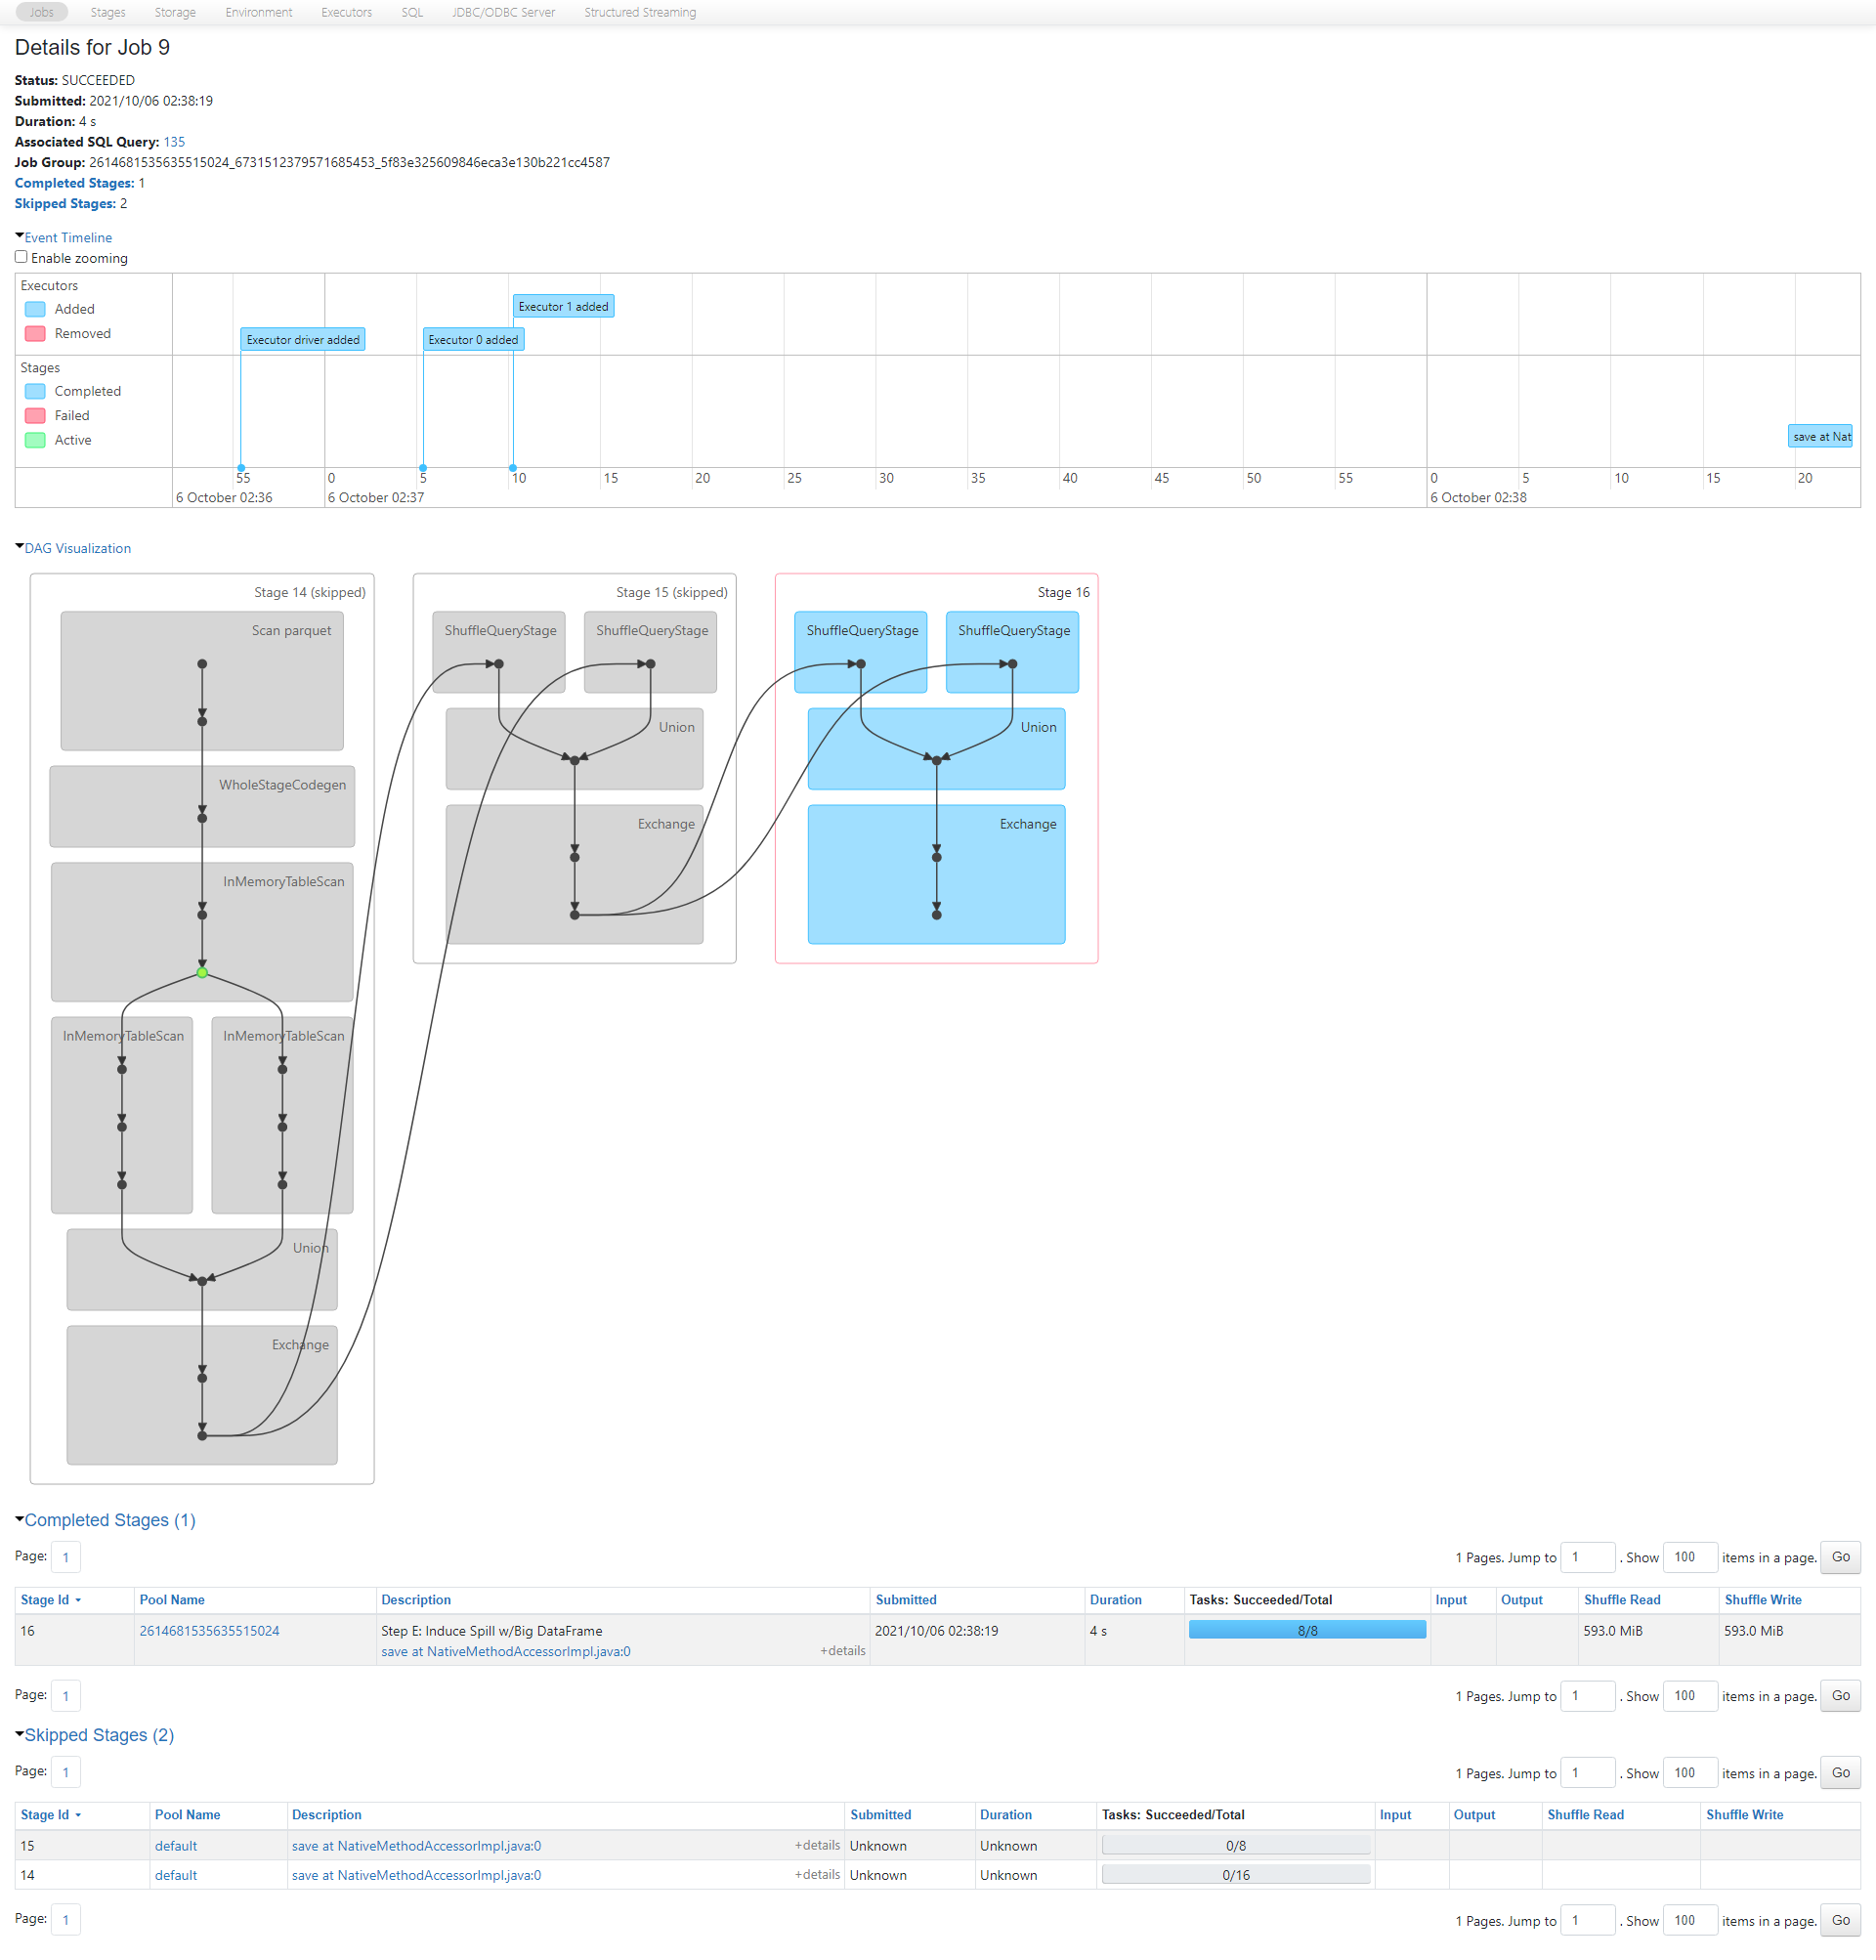 Jobs Stages Storage Environment Executors SQL JDBC/ODBC Server Structured Streaming
Details for Job 9
Status: SUCCEEDED
Submitted: 2021/10/06 02:38:19
Duration: 4 s
Associated SQL Query: 135
Job Group: 2614681535635515024_6731512379571685453_5f83e325609846eca3e130b221cc4587
Completed Stages: 1
Skipped Stages: 2
Event Timeline
Enable zooming
Executors
Added
Removed
Executor driver added
Executor 0 added
Executor 1 added
Stages
Completed
Failed
Active
save at Nat
55 0 5 10 15 20 25 30 35 40 45 50 55 0 5 10 15 20
6 October 02:36 6 October 02:37 6 October 02:38
DAG Visualization
Stage 14 (skipped)
Scan parquet
WholeStageCodegen
InMemoryTableScan
InMemoryTableScan InMemoryTableScan
Union
Exchange
Stage 15 (skipped)
ShuffleQueryStage ShuffleQueryStage
Union
Exchange
Stage 16
ShuffleQueryStage ShuffleQueryStage
Union
Exchange
Completed Stages (1)
Page: 1 1 Pages. Jump to 1 . Show 100 items in a page. Go
Stage Id Pool Name Description Submitted Duration Tasks: Succeeded/Total Input Output Shuffle Read Shuffle Write
16 2614681535635515024 Step E: Induce Spill w/Big DataFrame 2021/10/06 02:38:19 4 s 8/8 593.0 MiB 593.0 MiB
save at NativeMethodAccessorImpl.java:0 +details
Page: 1 1 Pages. Jump to 1 . Show 100 items in a page. Go
Skipped Stages (2)
Page: 1 1 Pages. Jump to 1 . Show 100 items in a page. Go
Stage Id Pool Name Description Submitted Duration Tasks: Succeeded/Total Input Output Shuffle Read Shuffle Write
15 default save at NativeMethodAccessorImpl.java:0 +details Unknown Unknown 0/8
14 default save at NativeMethodAccessorImpl.java:0 +details Unknown Unknown 0/16
Page: 1 1 Pages. Jump to 1 . Show 100 items in a page. Go